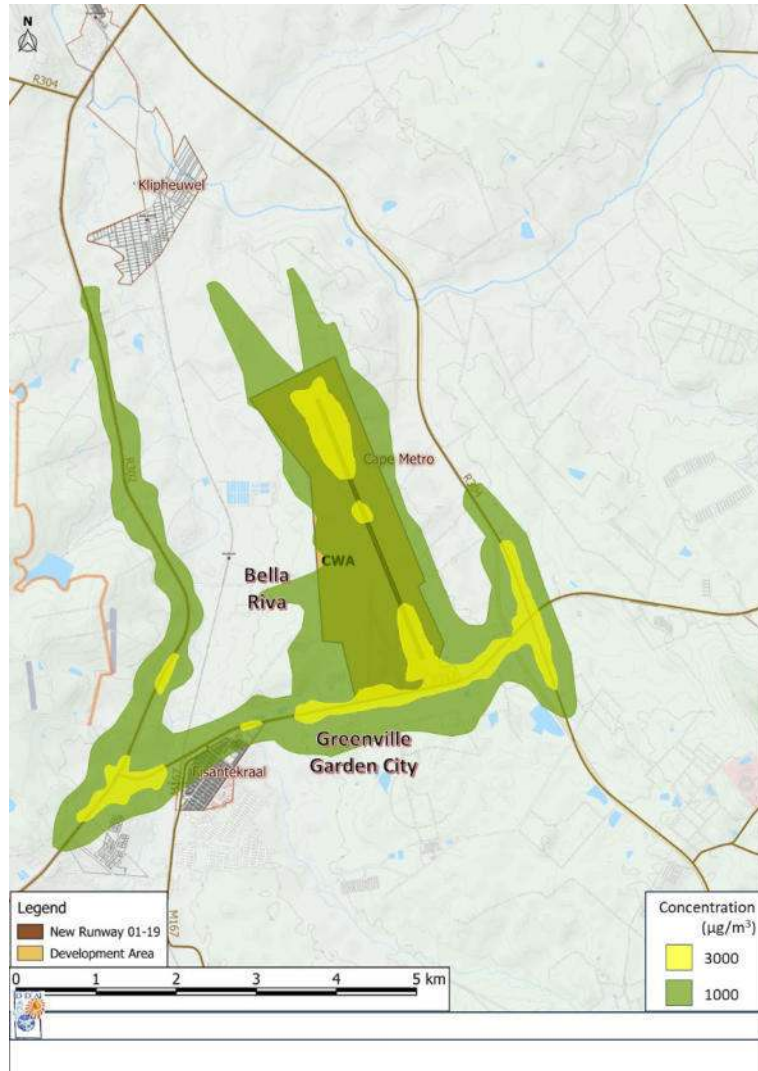 N
R304
Klipheuwel
Cape Metro
R302
CWA
Bella
Riva
Greenville
Garden City
Fisantekraal
M167
Legend
New Runway 01-19
Development Area
0 1 2 3 4 5 km
Concentration
(µg/m³)
3000
1000